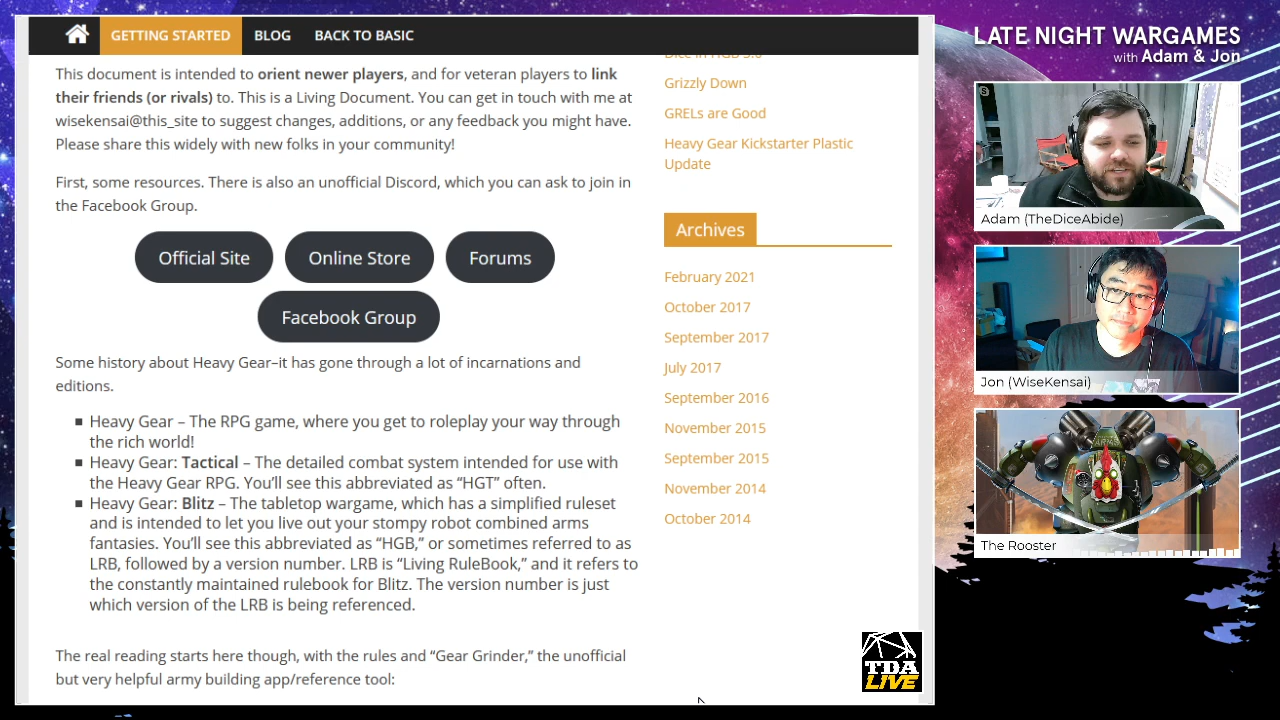 GETTING STARTED
BLOG
BACK TO BASIC
This document is intended to orient newer players, and for veteran players to link
their friends (or rivals) to. This is a Living Document. You can get in touch with me at
wisekensai@this_site to suggest changes, additions, or any feedback you might have.
Please share this widely with new folks in your community!
First, some resources. There is also an unofficial Discord, which you can ask to join in
the Facebook Group.
Official Site
Online Store
Forums
Facebook Group
Some history about Heavy Gear–it has gone through a lot of incarnations and
editions.
Heavy Gear – The RPG game, where you get to roleplay your way through
the rich world!
Heavy Gear: Tactical – The detailed combat system intended for use with
the Heavy Gear RPG. You’ll see this abbreviated as “HGT” often.
Heavy Gear: Blitz – The tabletop wargame, which has a simplified ruleset
and is intended to let you live out your stompy robot combined arms
fantasies. You’ll see this abbreviated as “HGB,” or sometimes referred to as
LRB, followed by a version number. LRB is “Living RuleBook,” and it refers to
the constantly maintained rulebook for Blitz. The version number is just
which version of the LRB is being referenced.
The real reading starts here though, with the rules and “Gear Grinder,” the unofficial
but very helpful army building app/reference tool:
Dice in HGB 3.0
Grizzly Down
GRELs are Good
Heavy Gear Kickstarter Plastic
Update
Archives
February 2021
October 2017
September 2017
July 2017
September 2016
November 2015
September 2015
November 2014
October 2014
TDA
LIVE
LATE NIGHT WARGAMES
with Adam & Jon
Adam (TheDiceAbide)
Jon (WiseKensai)
The Rooster